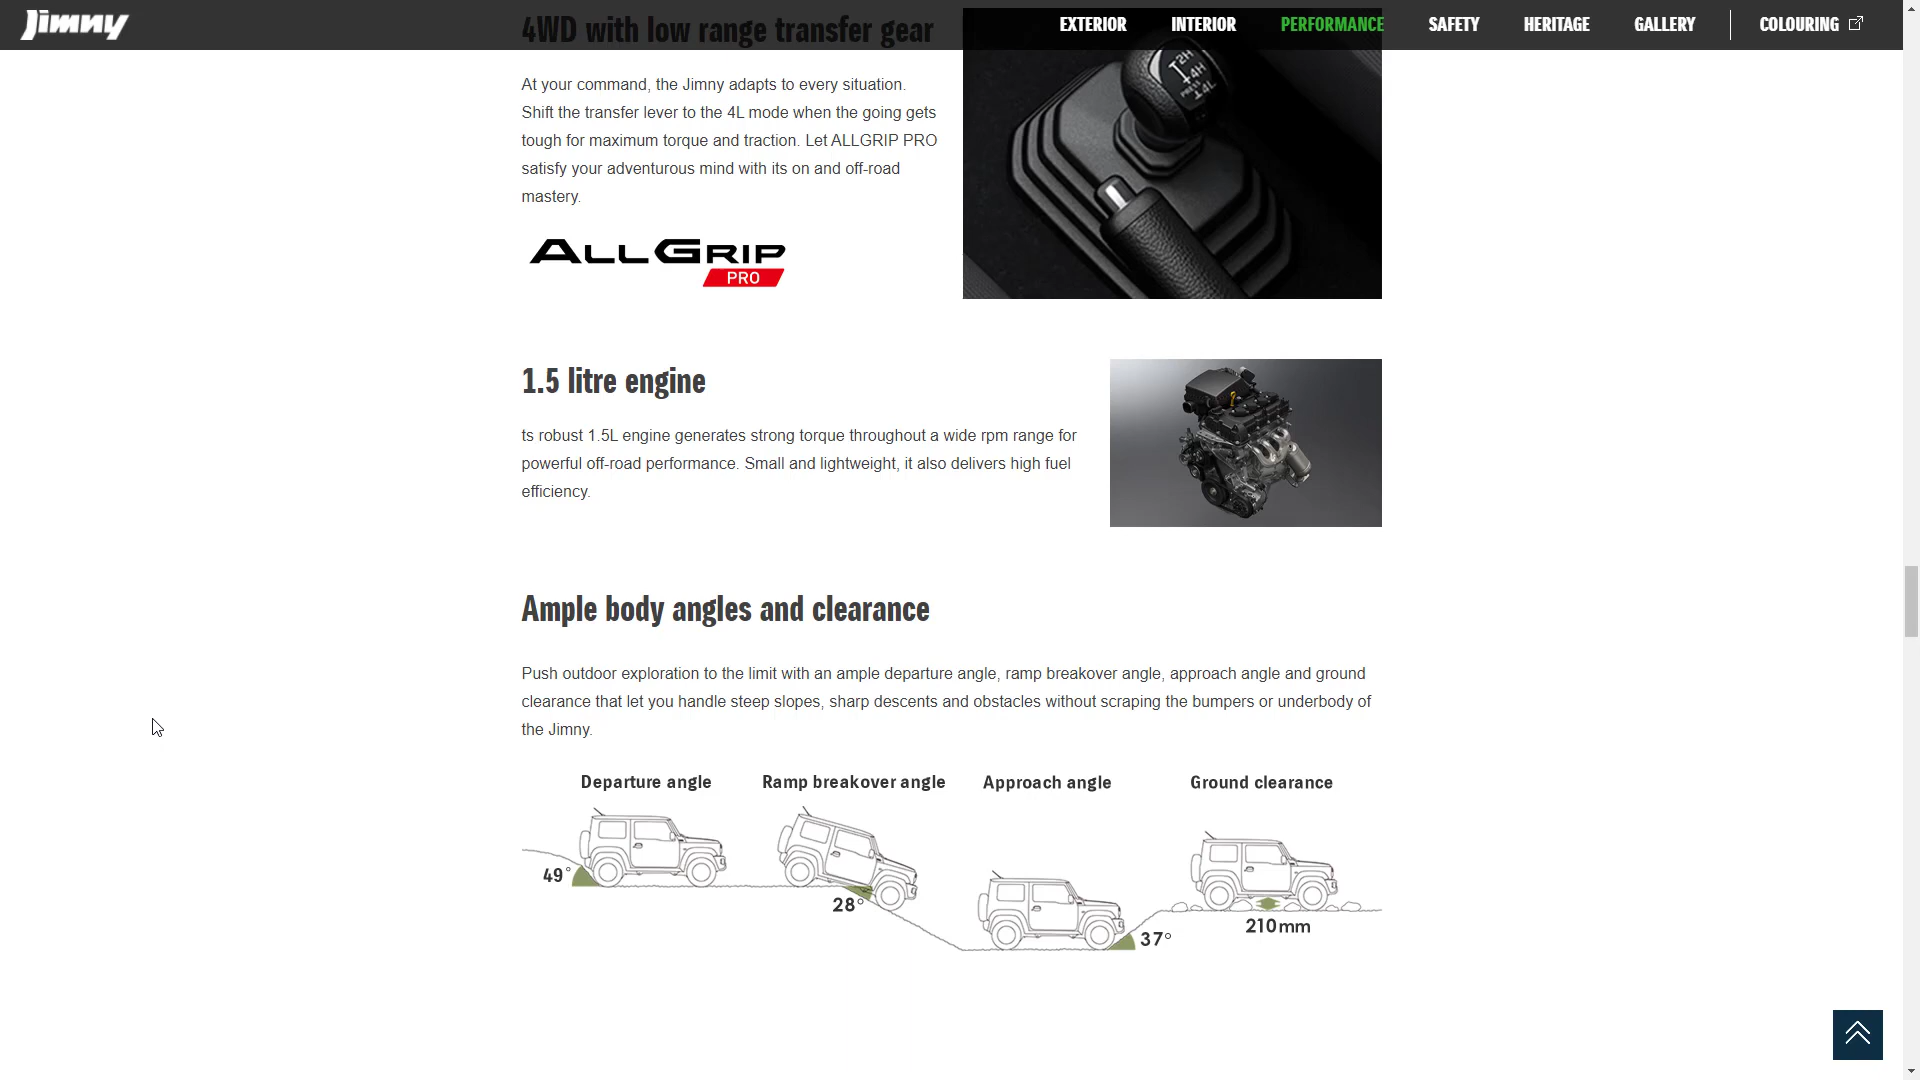 Jimny
EXTERIOR INTERIOR PERFORMANCE SAFETY HERITAGE GALLERY COLOURING
4WD with low range transfer gear
At your command, the Jimny adapts to every situation.
Shift the transfer lever to the 4L mode when the going gets
tough for maximum torque and traction. Let ALLGRIP PRO
satisfy your adventurous mind with its on and off-road
mastery.
2H
4H
PRESS
4L
ALLGRIP
PRO
1.5 litre engine
ts robust 1.5L engine generates strong torque throughout a wide rpm range for
powerful off-road performance. Small and lightweight, it also delivers high fuel
efficiency.
Ample body angles and clearance
Push outdoor exploration to the limit with an ample departure angle, ramp breakover angle, approach angle and ground
clearance that let you handle steep slopes, sharp descents and obstacles without scraping the bumpers or underbody of
the Jimny.
Departure angle Ramp breakover angle Approach angle Ground clearance
49°
28°
37°
210mm